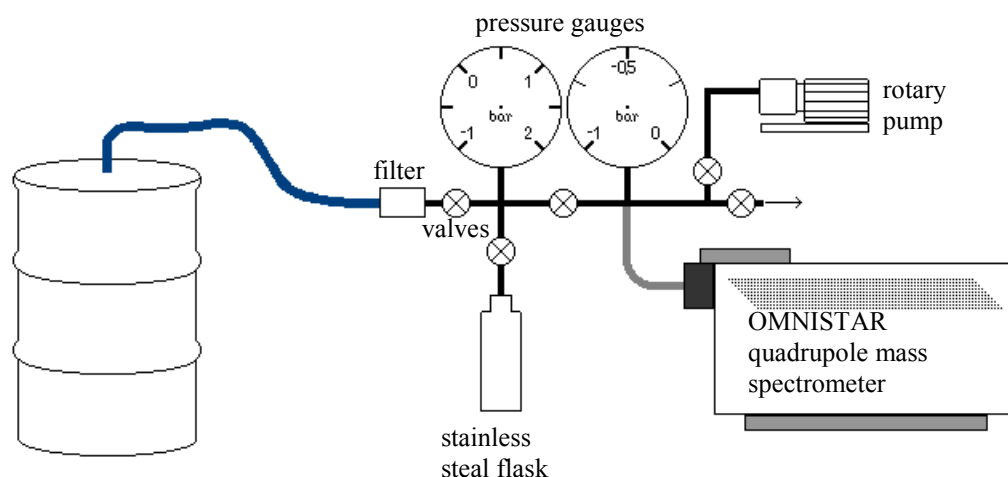 pressure gauges
0
1
-1
2
bar
-0,5
-1
0
bar
rotary
pump
filter
valves
OMNISTAR
quadrupole mass
spectrometer
stainless
steal flask